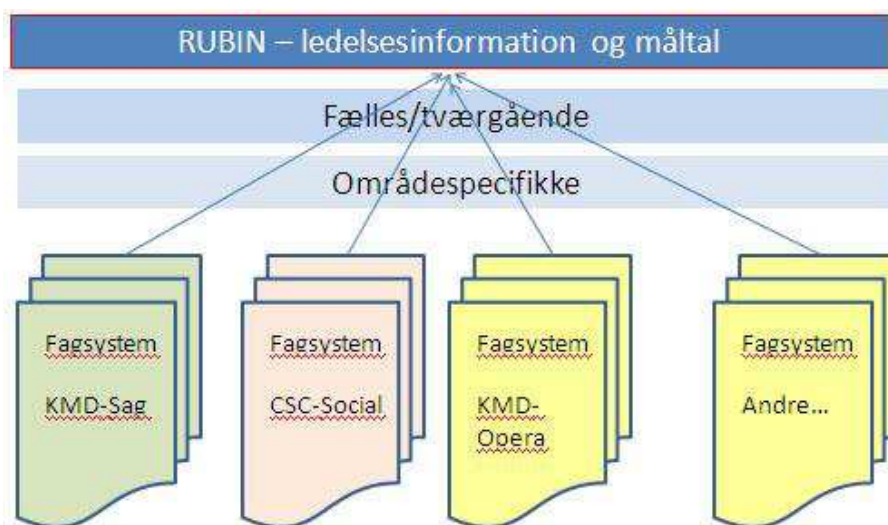 RUBIN – ledelsesinformation og måltal
Fælles/tværgående
Områdespecifikke
Fagsystem
KMD-Sag
Fagsystem
CSC-Social
Fagsystem
KMD-
Opera
Fagsystem
Andre...